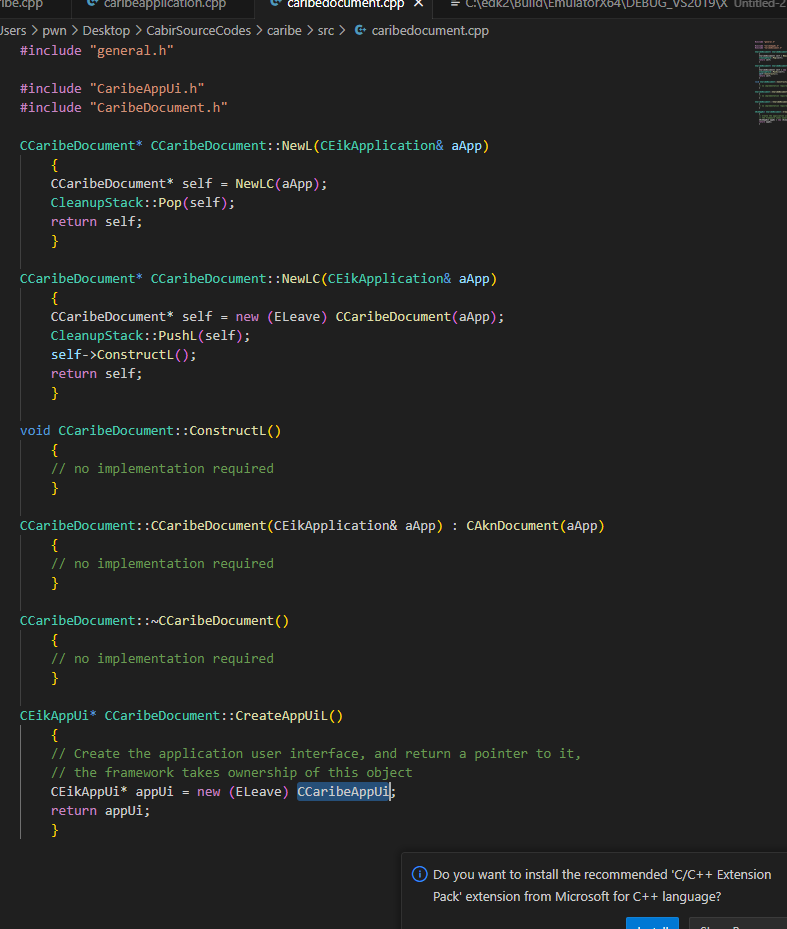 ribe.cpp caribeapplication.cpp caribedocument.cpp C:\edk2\Build\EmulatorX64\DEBUG_VS2019\X Untitled-2
Users > pwn > Desktop > CabirSourceCodes > caribe > src > caribedocument.cpp
#include "general.h"
#include "CaribeAppUi.h"
#include "CaribeDocument.h"
CCaribeDocument* CCaribeDocument::NewL(CEikApplication& aApp)
{
CCaribeDocument* self = NewLC(aApp);
CleanupStack::Pop(self);
return self;
}
CCaribeDocument* CCaribeDocument::NewLC(CEikApplication& aApp)
{
CCaribeDocument* self = new (ELeave) CCaribeDocument(aApp);
CleanupStack::PushL(self);
self->ConstructL();
return self;
}
void CCaribeDocument::ConstructL()
{
// no implementation required
}
CCaribeDocument::CCaribeDocument(CEikApplication& aApp) : CAknDocument(aApp)
{
// no implementation required
}
CCaribeDocument::~CCaribeDocument()
{
// no implementation required
}
CEikAppUi* CCaribeDocument::CreateAppUiL()
{
// Create the application user interface, and return a pointer to it,
// the framework takes ownership of this object
CEikAppUi* appUi = new (ELeave) CCaribeAppUi;
return appUi;
}
Do you want to install the recommended 'C/C++ Extension
Pack' extension from Microsoft for C++ language?